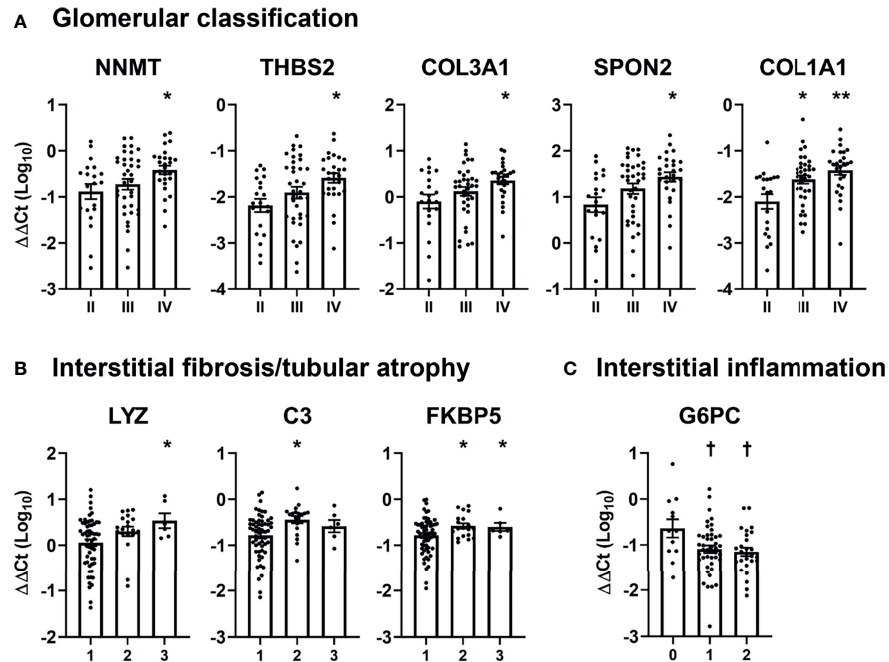 A Glomerular classification
NNMT THBS2 COL3A1 SPON2 COL1A1
* * * * * **
ΔΔCt (Log10)
1 0 2 3 0
0 -1 1 2 -1
-1 -2 0 1 -2
-2 -3 -1 0 -3
-3 -4 -2 -1 -4
II III IV II III IV II III IV II III IV II III IV
B Interstitial fibrosis/tubular atrophy C Interstitial inflammation
LYZ C3 FKBP5 G6PC
* * * * † †
ΔΔCt (Log10) ΔΔCt (Log10)
2 1 1 1
1 0 0 0
0 -1 -1 -1
-1 -2 -2 -2
-2 -3 -3 -3
1 2 3 1 2 3 1 2 3 0 1 2